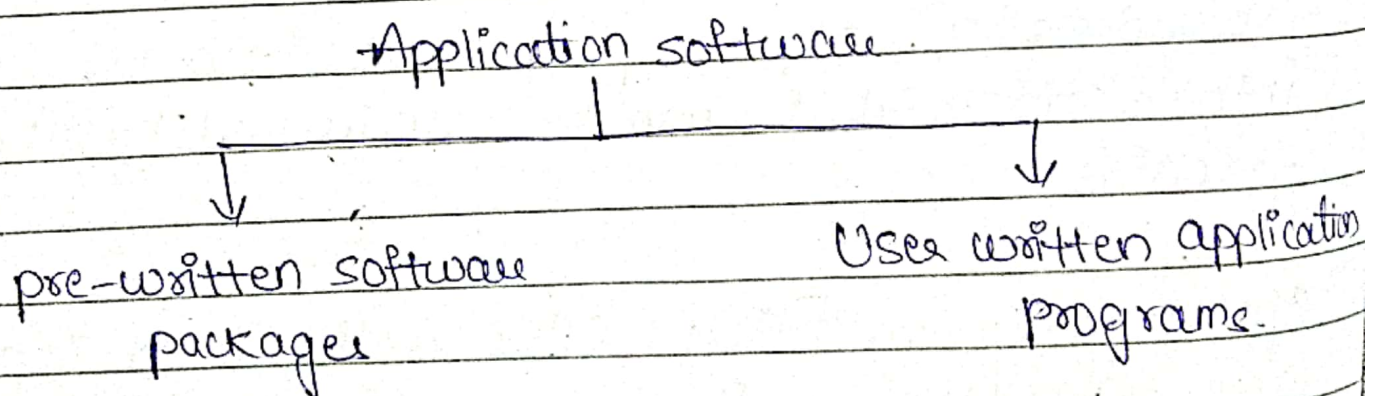 Application software
pre-written software
packages
User written application
programs.